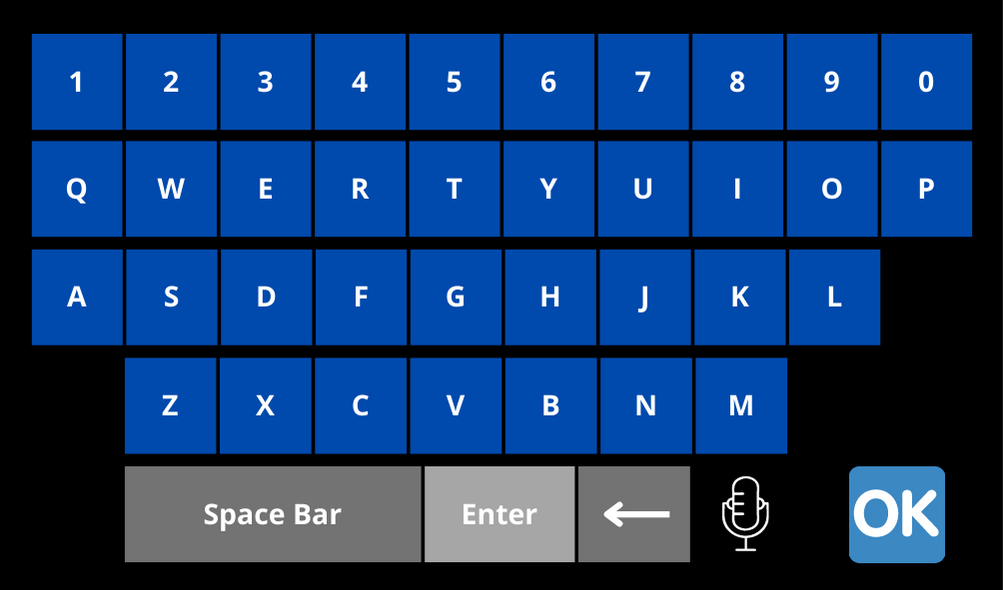 1 2 3 4 5 6 7 8 9 0
Q W E R T Y U I O P
A S D F G H J K L
Z X C V B N M
Space Bar Enter OK